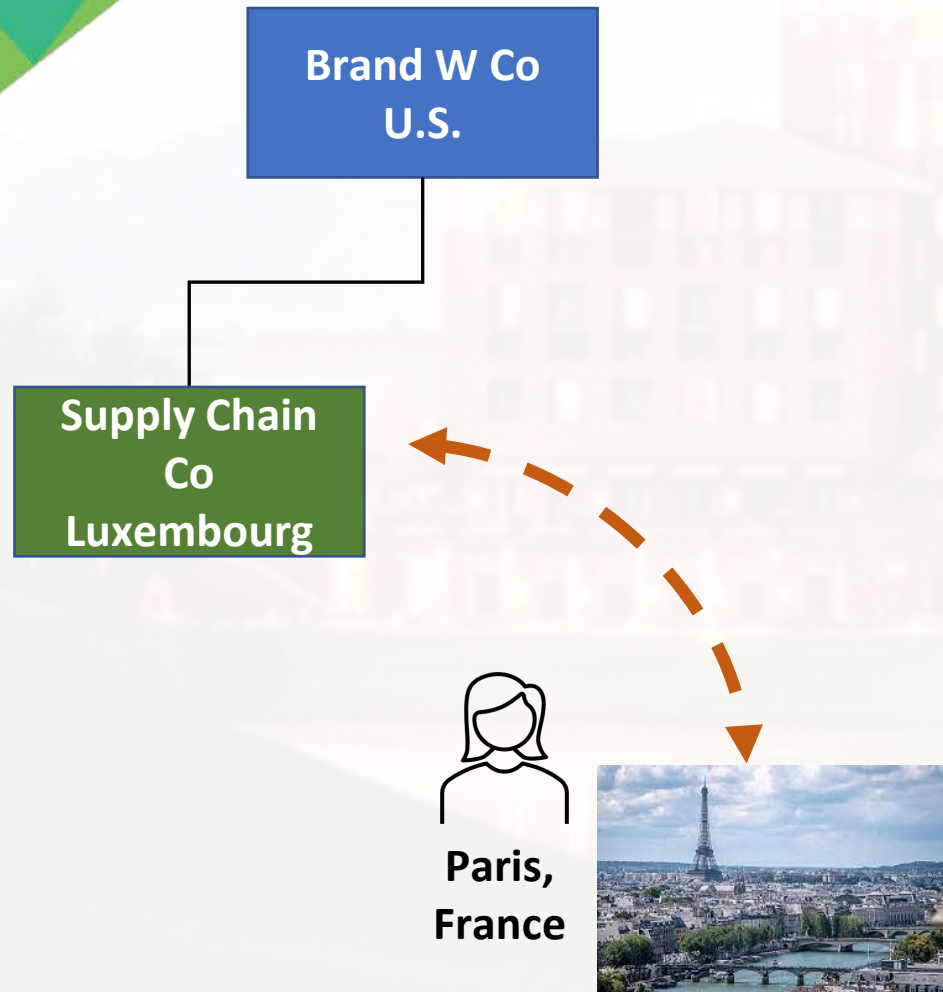 Brand W Co
U.S.
Supply Chain
Co
Luxembourg
Paris,
France